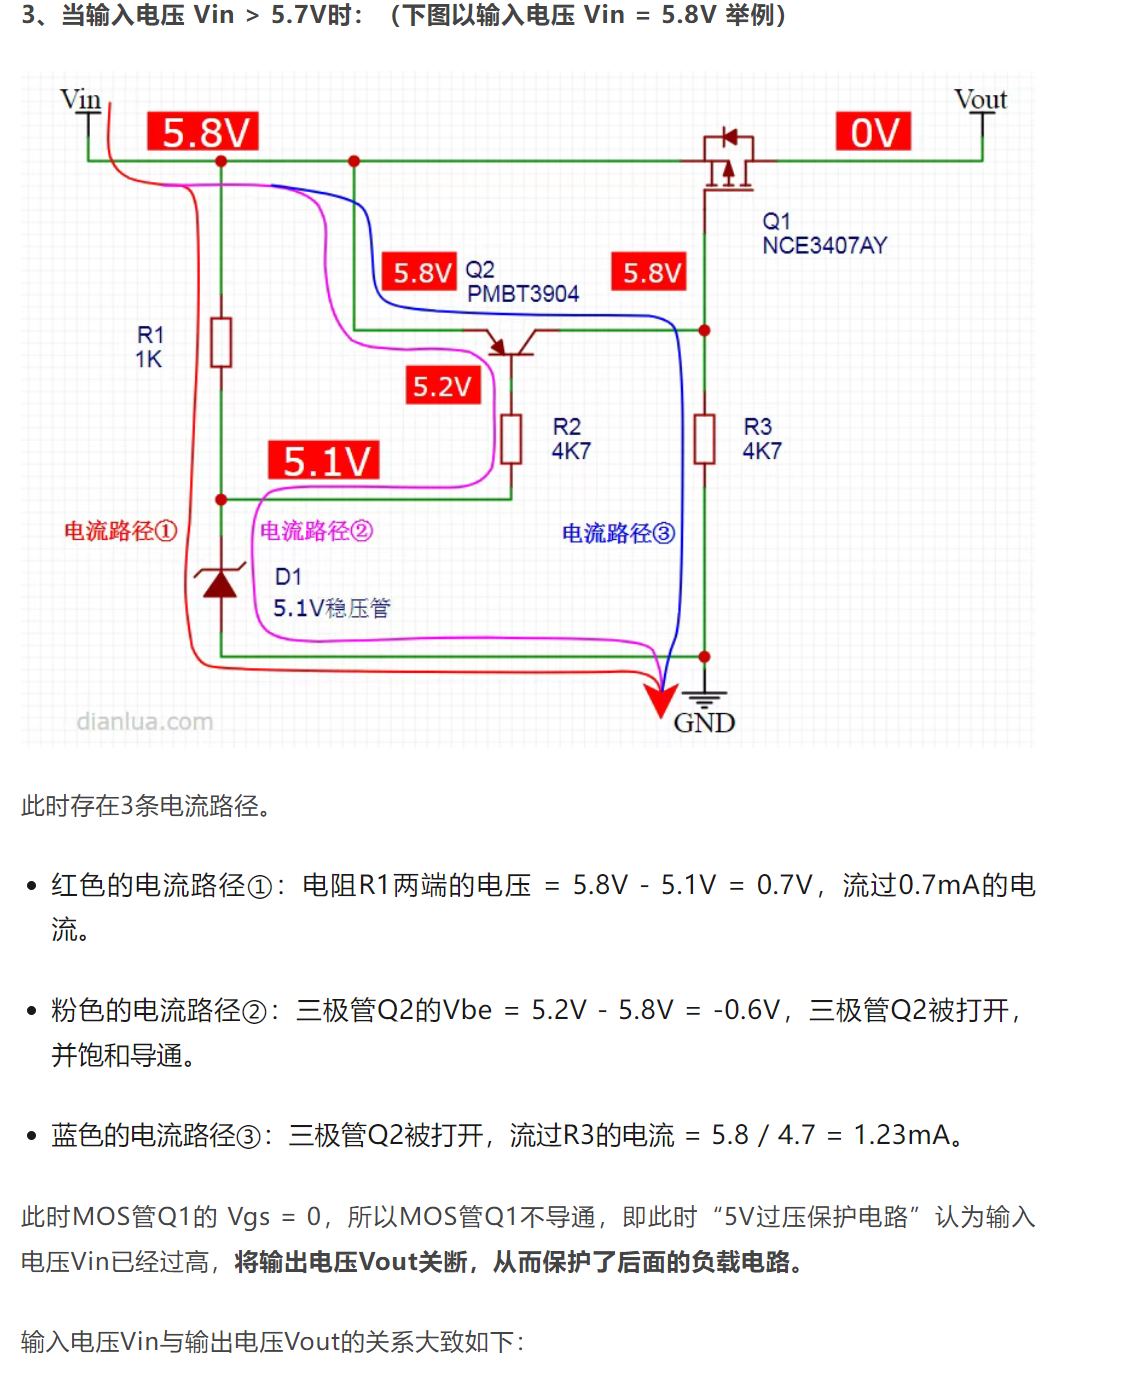 3、当输入电压 Vin > 5.7V时：（下图以输入电压 Vin = 5.8V 举例）
Vin
5.8V
0V
Vout
Q1
NCE3407AY
5.8V
Q2
PMBT3904
5.8V
R1
1K
5.2V
R2
4K7
R3
4K7
5.1V
电流路径①
电流路径②
电流路径③
D1
5.1V稳压管
dianlua.com
GND
此时存在3条电流路径。
• 红色的电流路径①：电阻R1两端的电压 = 5.8V - 5.1V = 0.7V，流过0.7mA的电
流。
• 粉色的电流路径②：三极管Q2的Vbe = 5.2V - 5.8V = -0.6V，三极管Q2被打开，
并饱和导通。
• 蓝色的电流路径③：三极管Q2被打开，流过R3的电流 = 5.8 / 4.7 = 1.23mA。
此时MOS管Q1的 Vgs = 0，所以MOS管Q1不导通，即此时“5V过压保护电路”认为输入
电压Vin已经过高，将输出电压Vout关断，从而保护了后面的负载电路。
输入电压Vin与输出电压Vout的关系大致如下：